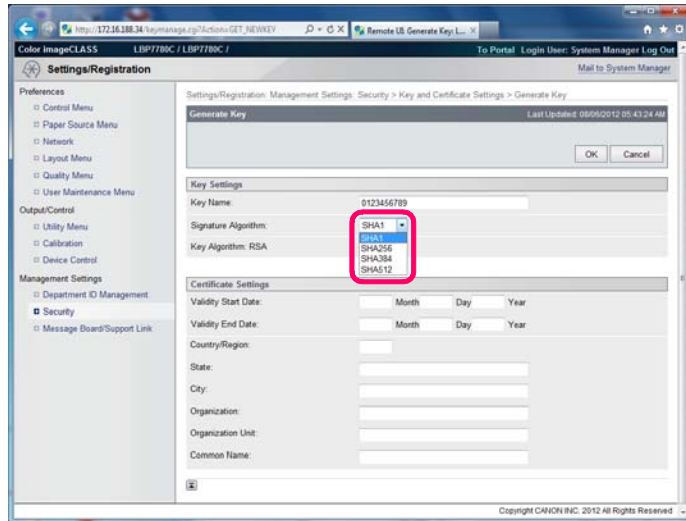 http://172.16.188.34/keymanage.cgi?Action=GET_NEWKEY
Remote UI: Generate Key: L...
Color imageCLASS LBP7780C / LBP7780C /
To Portal Login User: System Manager Log Out
Settings/Registration
Mail to System Manager
Preferences
Control Menu
Paper Source Menu
Network
Layout Menu
Quality Menu
User Maintenance Menu
Output/Control
Utility Menu
Calibration
Device Control
Management Settings
Department ID Management
Security
Message Board/Support Link
Settings/Registration: Management Settings: Security > Key and Certificate Settings > Generate Key
Generate Key
Last Updated: 08/06/2012 05:43:24 AM
OK Cancel
Key Settings
Key Name: 0123456789
Signature Algorithm: SHA1
SHA1
SHA256
Key Algorithm: RSA
SHA384
SHA512
Certificate Settings
Validity Start Date: Month Day Year
Validity End Date: Month Day Year
Country/Region:
State:
City:
Organization:
Organization Unit:
Common Name:
Copyright CANON INC. 2012 All Rights Reserved